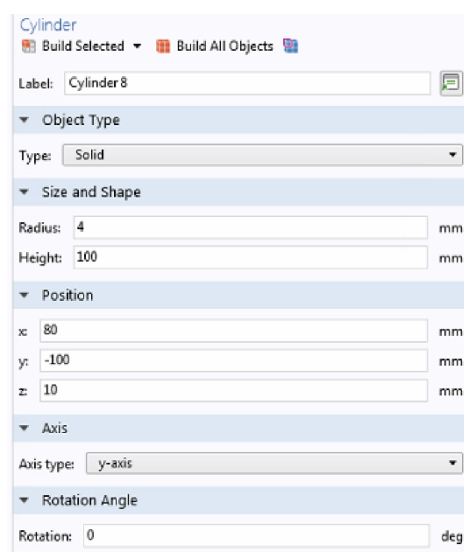 Cylinder
Build Selected Build All Objects
Label: Cylinder 8
Object Type
Type: Solid
Size and Shape
Radius: 4 mm
Height: 100 mm
Position
x: 80 mm
y: -100 mm
z: 10 mm
Axis
Axis type: y-axis
Rotation Angle
Rotation: 0 deg